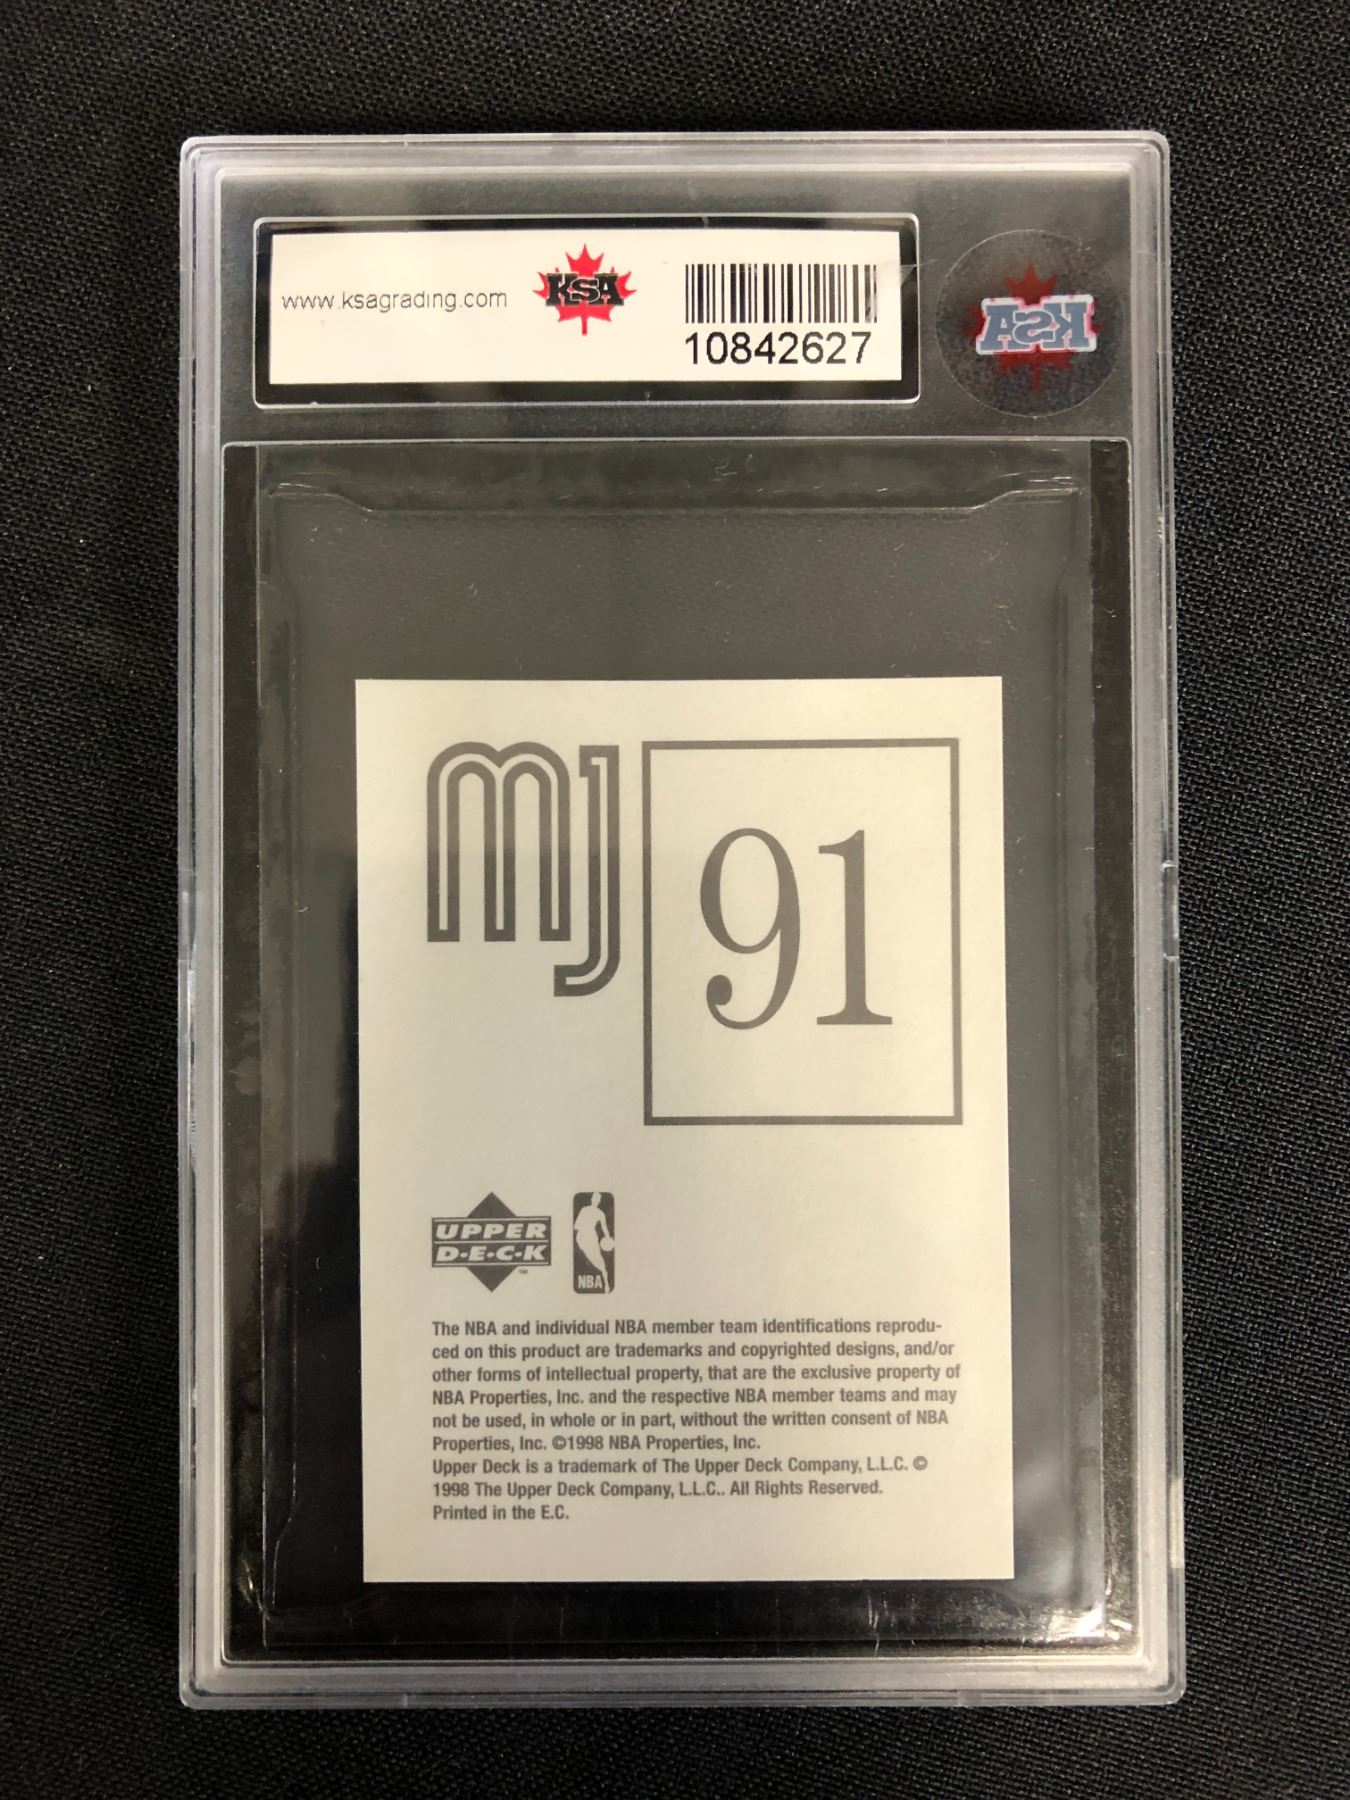 www.ksagrading.com
KSA
10842627
KSA
MJ
91
UPPER
D•E•C•K
™
NBA
The NBA and individual NBA member team identifications reprodu-
ced on this product are trademarks and copyrighted designs, and/or
other forms of intellectual property, that are the exclusive property of
NBA Properties, Inc. and the respective NBA member teams and may
not be used, in whole or in part, without the written consent of NBA
Properties, Inc. ©1998 NBA Properties, Inc.
Upper Deck is a trademark of The Upper Deck Company, L.L.C. ©
1998 The Upper Deck Company, L.L.C.. All Rights Reserved.
Printed in the E.C.